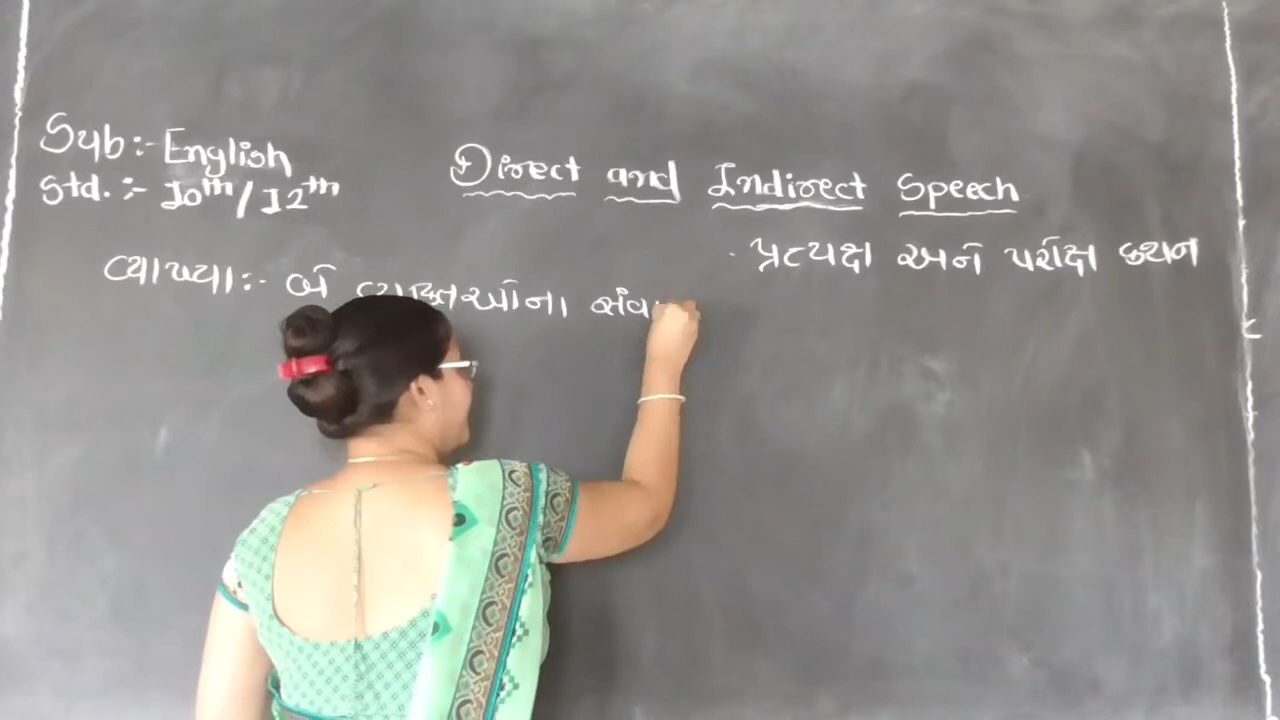 Sub:- English
Std. :- 10th / 12th
Direct and Indirect Speech
પ્રત્યક્ષ અને પરોક્ષ કથન
વ્યાખ્યા:- બે વ્યક્તિઓના